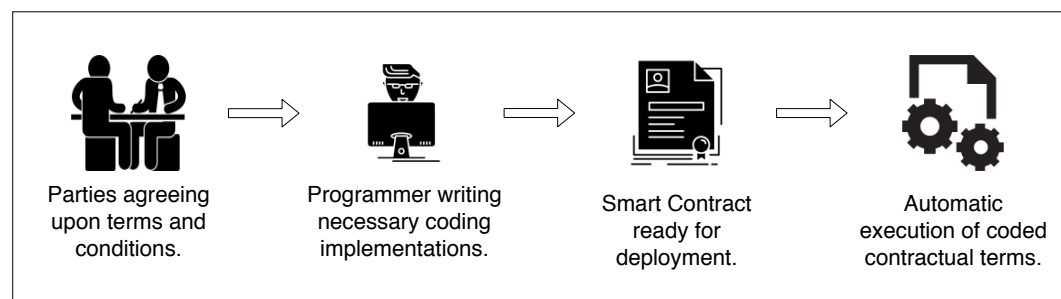 Parties agreeing
upon terms and
conditions.
Programmer writing
necessary coding
implementations.
Smart Contract
ready for
deployment.
Automatic
execution of coded
contractual terms.